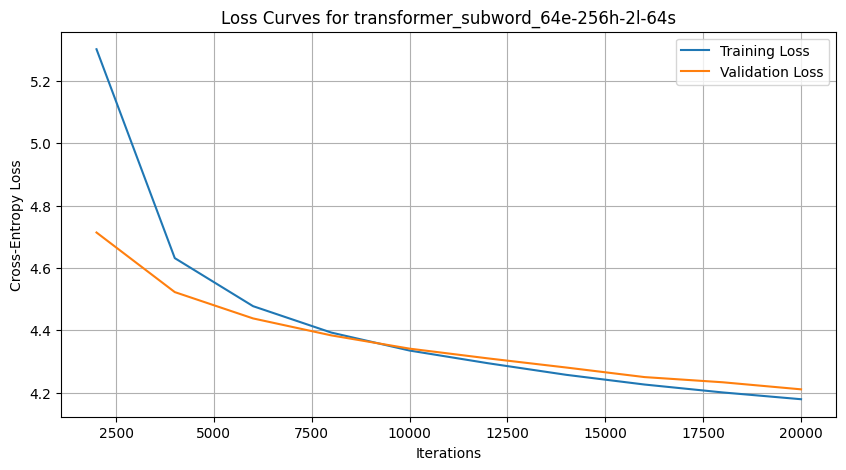 Loss Curves for transformer_subword_64e-256h-2l-64s
Training Loss
Validation Loss
Cross-Entropy Loss
5.2
5.0
4.8
4.6
4.4
4.2
2500 5000 7500 10000 12500 15000 17500 20000
Iterations